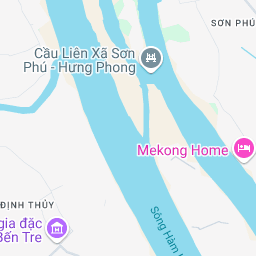 SƠN PHÚ
Cầu Liên Xã Sơn
Phú - Hưng Phong
Mekong Home
ĐỊNH THỦY
gia đặc
Bến Tre
Sông Hàm